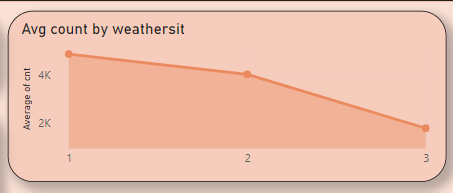 Avg count by weathersit
Average of cnt
4K
2K
1 2 3